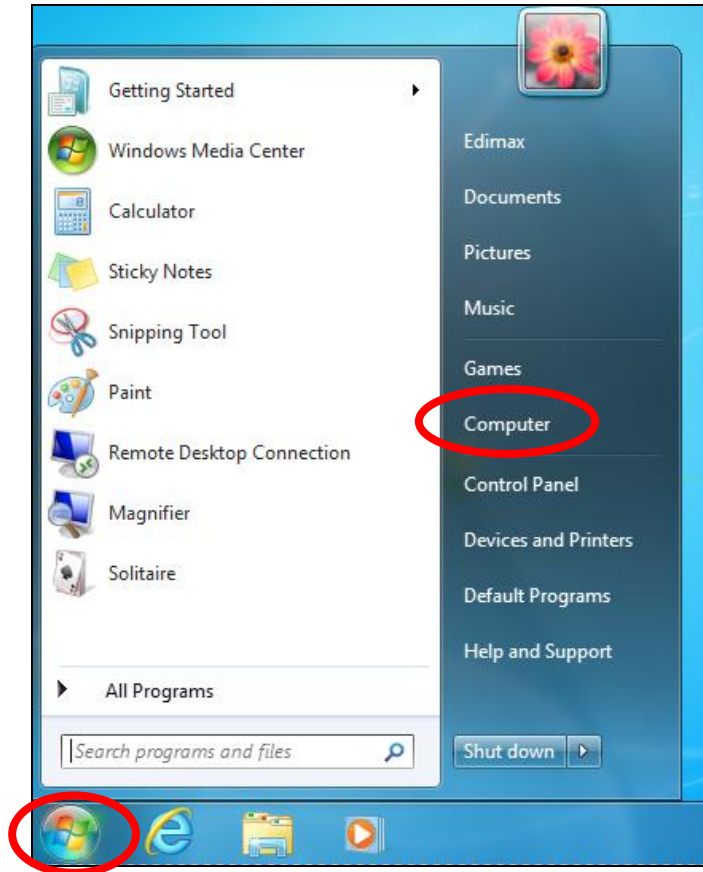 Getting Started
Windows Media Center
Calculator
Sticky Notes
Snipping Tool
Paint
Remote Desktop Connection
Magnifier
Solitaire
All Programs
Search programs and files
Edimax
Documents
Pictures
Music
Games
Computer
Control Panel
Devices and Printers
Default Programs
Help and Support
Shut down